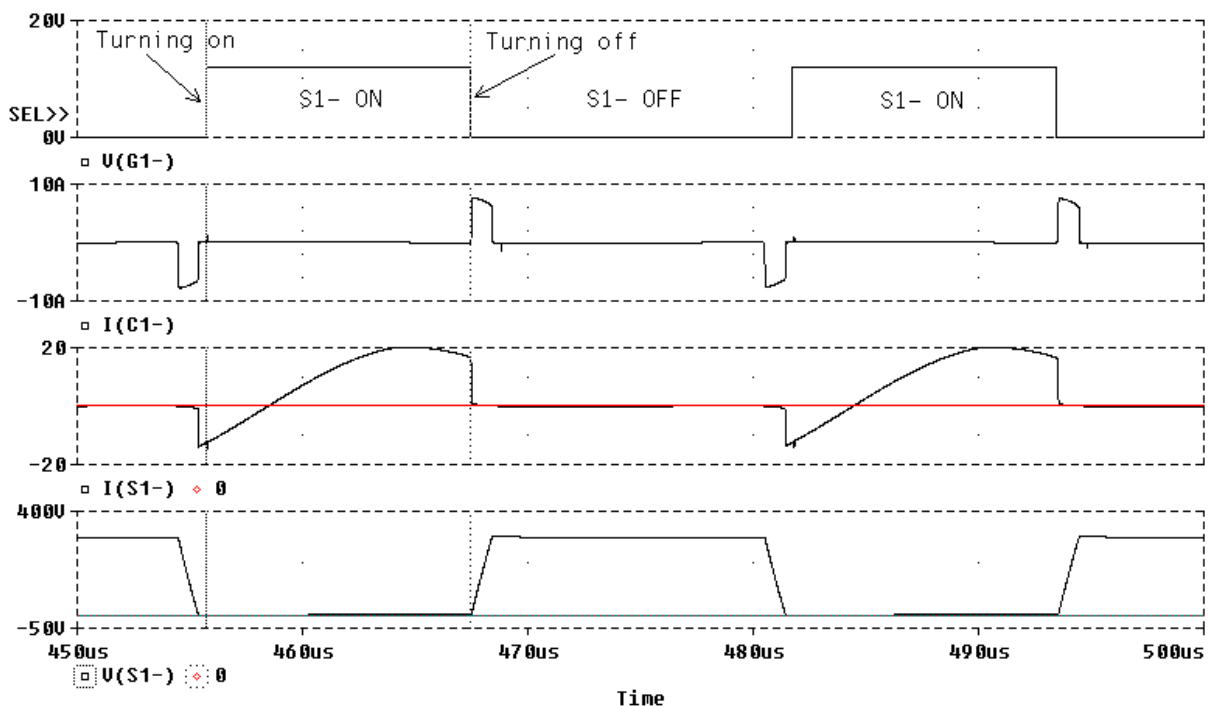 20V
Turning on
Turning off
S1- ON
S1- OFF
S1- ON
SEL>>
0V
V(G1-)
10A
-10A
I(C1-)
20
-20
I(S1-) 0
400V
-50V
450us 460us 470us 480us 490us 500us
V(S1-) 0
Time